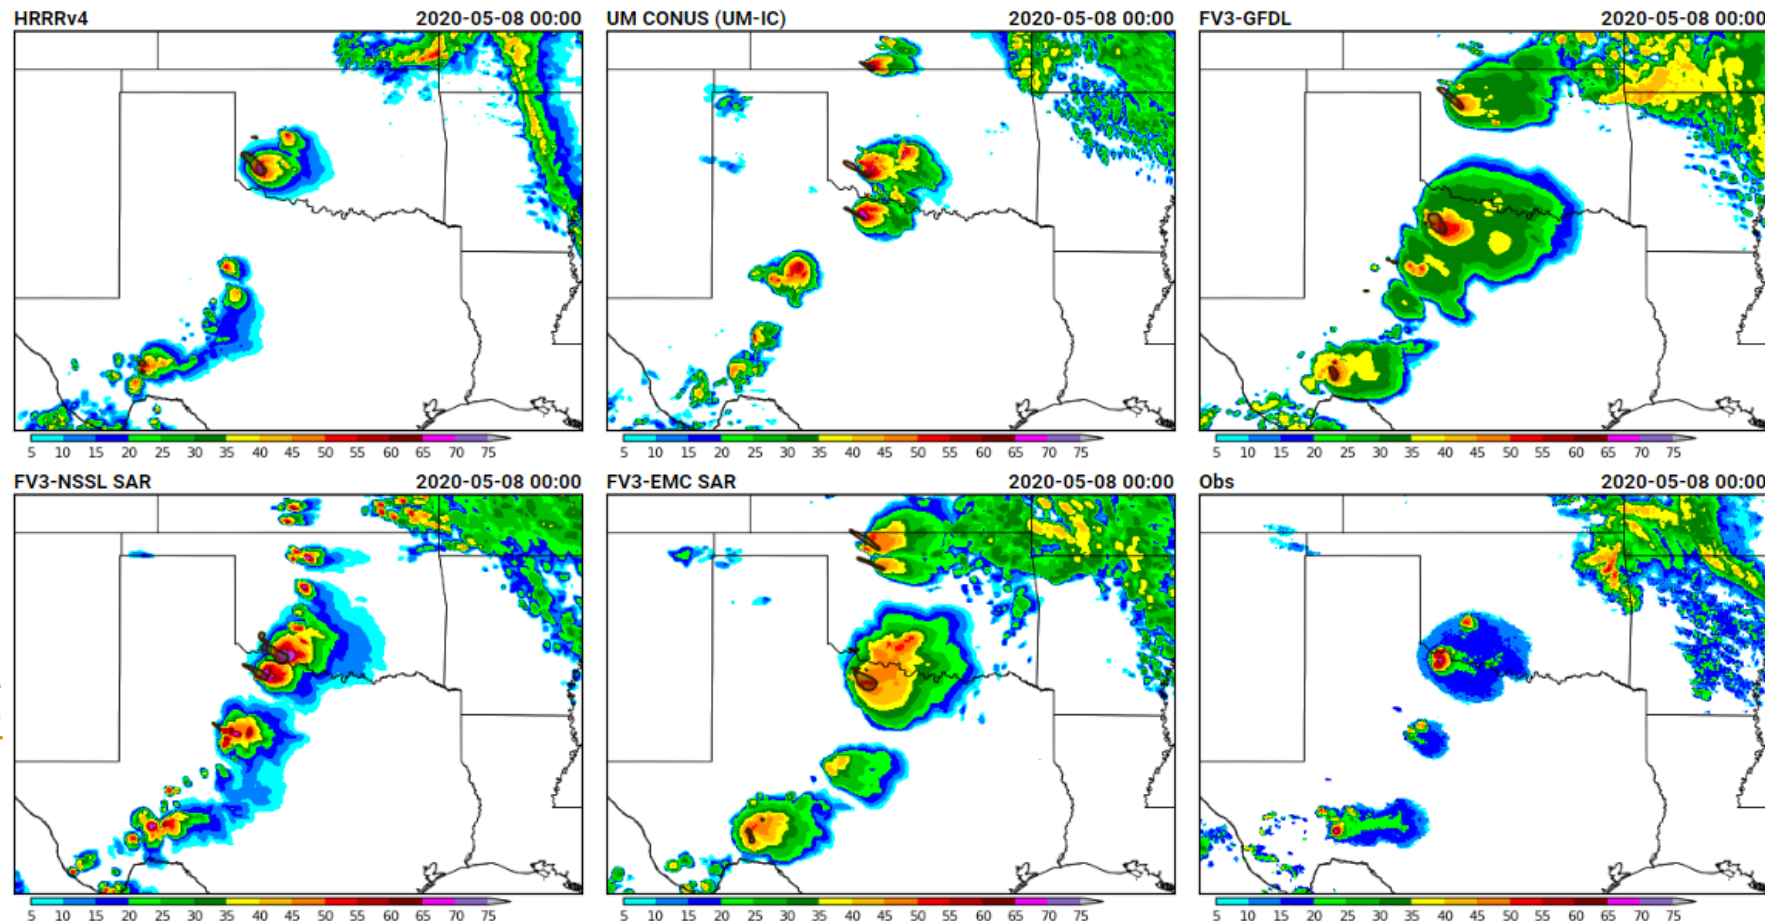 HRRRv4 2020-05-08 00:00
UM CONUS (UM-IC) 2020-05-08 00:00
FV3-GFDL 2020-05-08 00:00
5 10 15 20 25 30 35 40 45 50 55 60 65 70 75
5 10 15 20 25 30 35 40 45 50 55 60 65 70 75
5 10 15 20 25 30 35 40 45 50 55 60 65 70 75
FV3-NSSL SAR 2020-05-08 00:00
FV3-EMC SAR 2020-05-08 00:00
Obs 2020-05-08 00:00
5 10 15 20 25 30 35 40 45 50 55 60 65 70 75
5 10 15 20 25 30 35 40 45 50 55 60 65 70 75
5 10 15 20 25 30 35 40 45 50 55 60 65 70 75